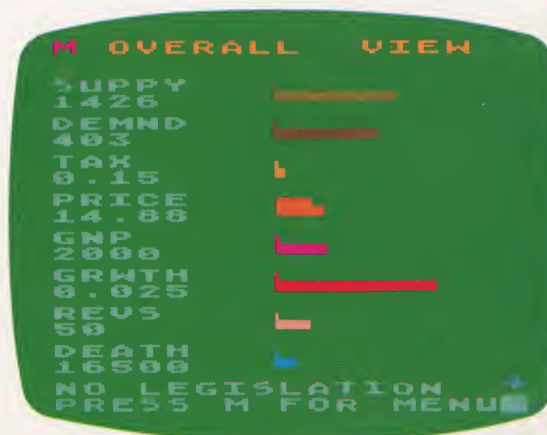 M OVERALL VIEW
SUPPY
1426
DEMND
403
TAX
0.15
PRICE
14.88
GNP
2000
GRWTH
0.025
REVS
50
DEATH
16500
NO LEGISLATION
PRESS M FOR MENU